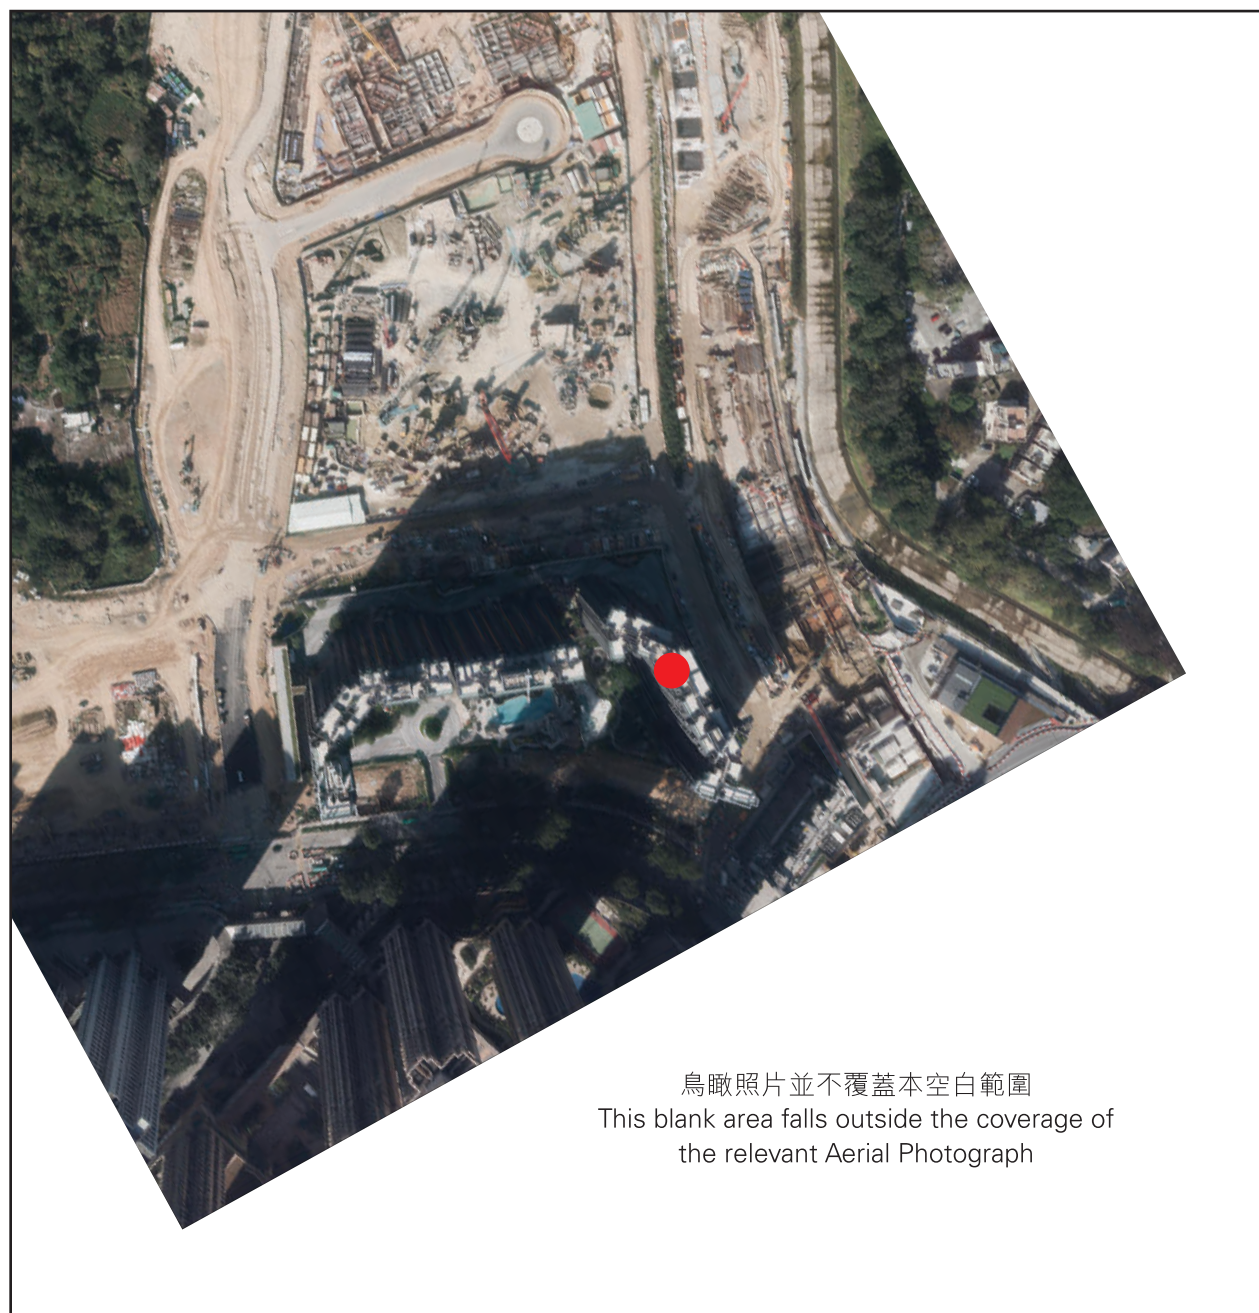 鳥瞰照片並不覆蓋本空白範圍
This blank area falls outside the coverage of
the relevant Aerial Photograph